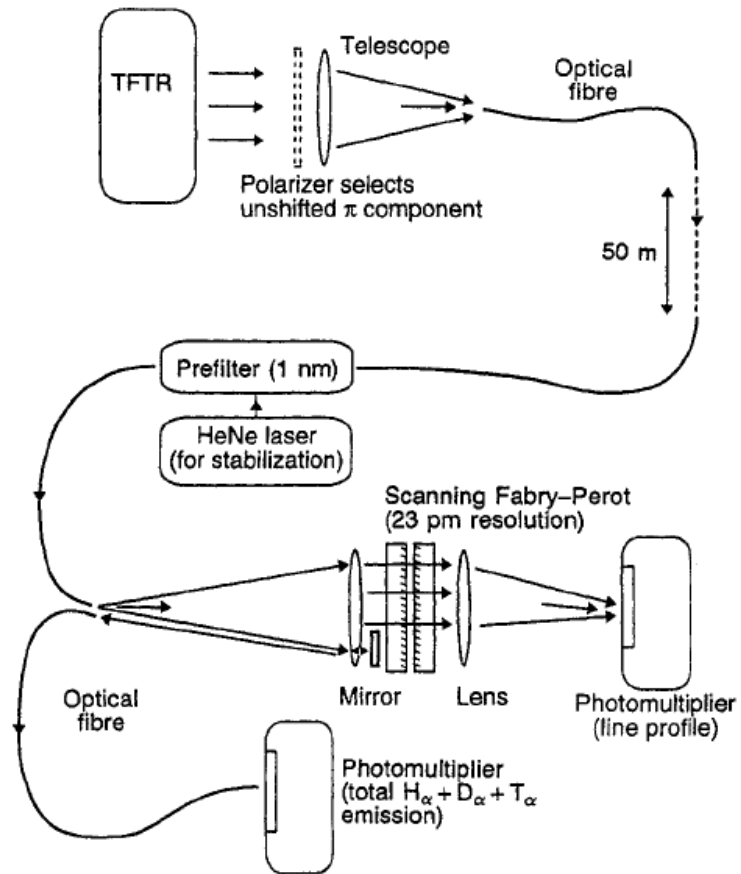 TFTR
Telescope
Optical
fibre
Polarizer selects
unshifted π component
50 m
Prefilter (1 nm)
HeNe laser
(for stabilization)
Scanning Fabry–Perot
(23 pm resolution)
Mirror
Lens
Photomultiplier
(line profile)
Optical
fibre
Photomultiplier
(total Hα + Dα + Tα
emission)